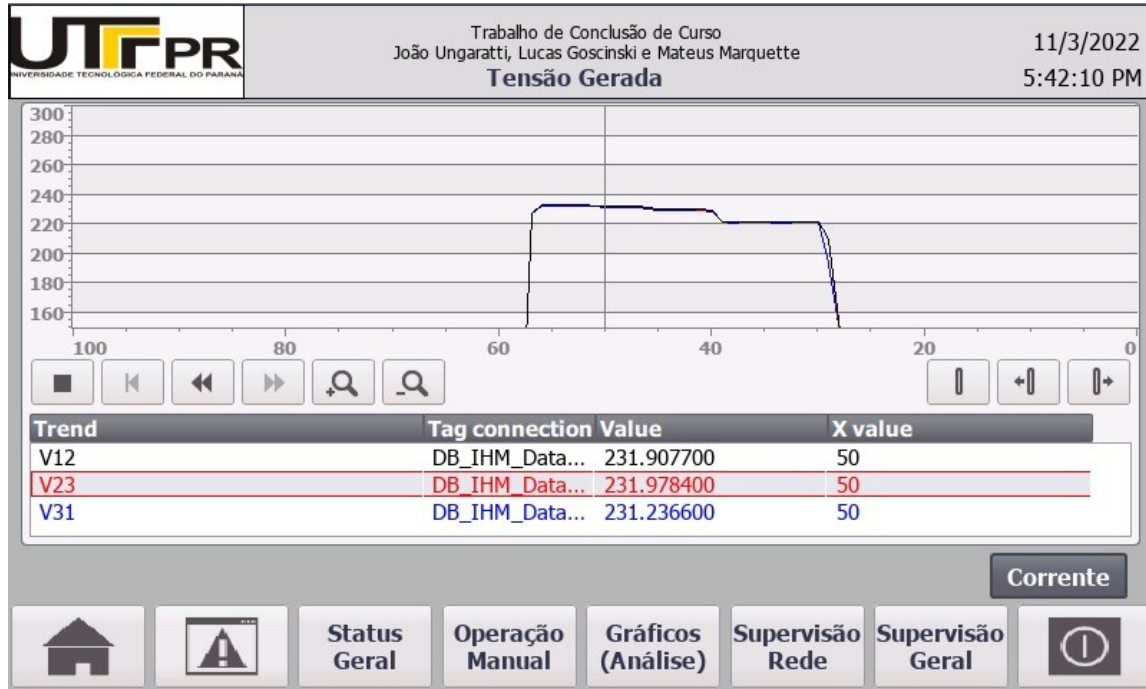 UTFPR
UNIVERSIDADE TECNOLÓGICA FEDERAL DO PARANÁ
Trabalho de Conclusão de Curso
João Ungaratti, Lucas Goscinski e Mateus Marquette
Tensão Gerada
11/3/2022
5:42:10 PM
300
280
260
240
220
200
180
160
100 80 60 40 20 0
Trend Tag connection Value X value
V12 DB_IHM_Data... 231.907700 50
V23 DB_IHM_Data... 231.978400 50
V31 DB_IHM_Data... 231.236600 50
Corrente
Status Geral
Operação Manual
Gráficos (Análise)
Supervisão Rede
Supervisão Geral